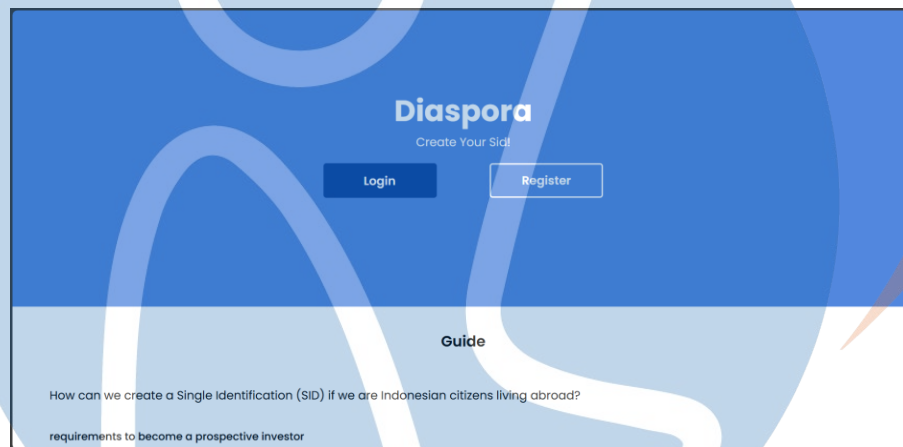 Diaspora
Create Your Sid!
Login Register
Guide
How can we create a Single Identification (SID) if we are Indonesian citizens living abroad?
requirements to become a prospective investor